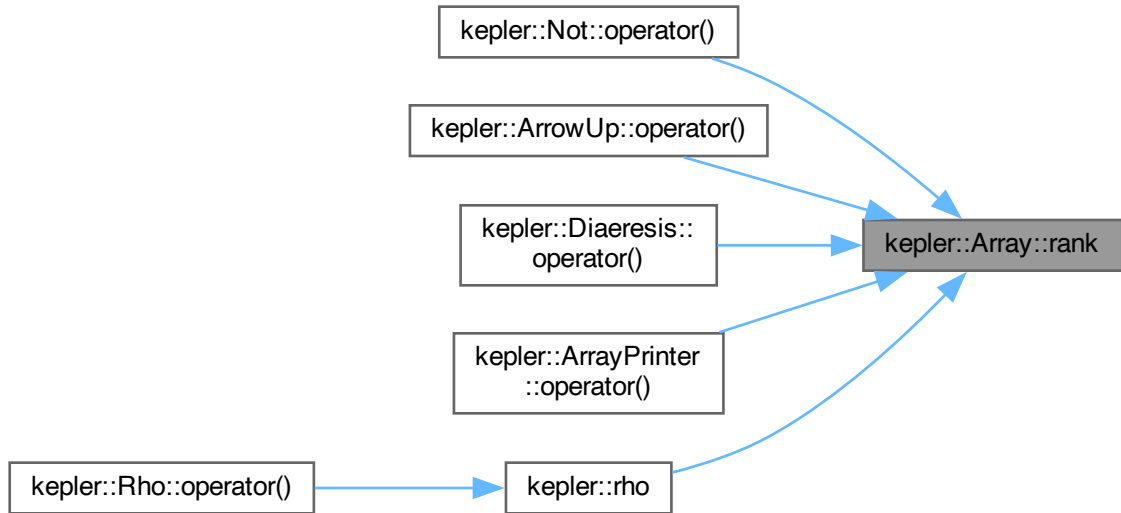 kepler::Not::operator()
kepler::ArrowUp::operator()
kepler::Diaeresis::
operator()
kepler::Array::rank
kepler::ArrayPrinter
::operator()
kepler::Rho::operator()
kepler::rho